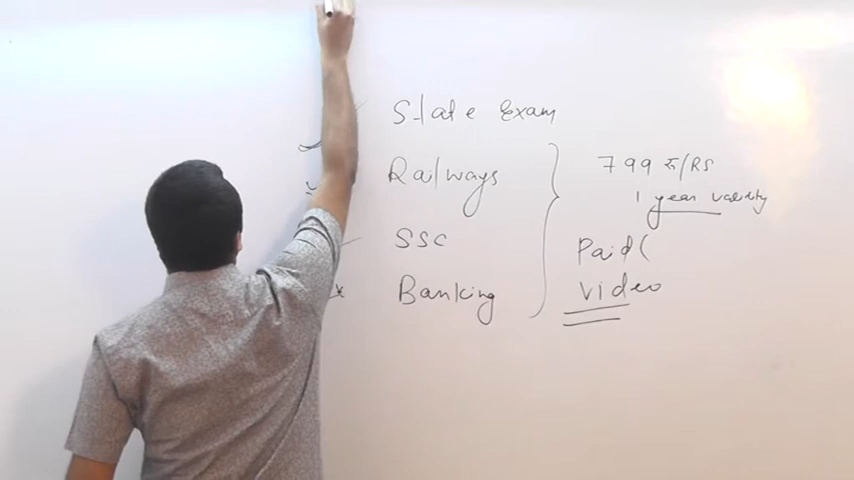 State Exam
Railways
SSC
Banking
799 रु/RS
1 year validity
Paid (
video